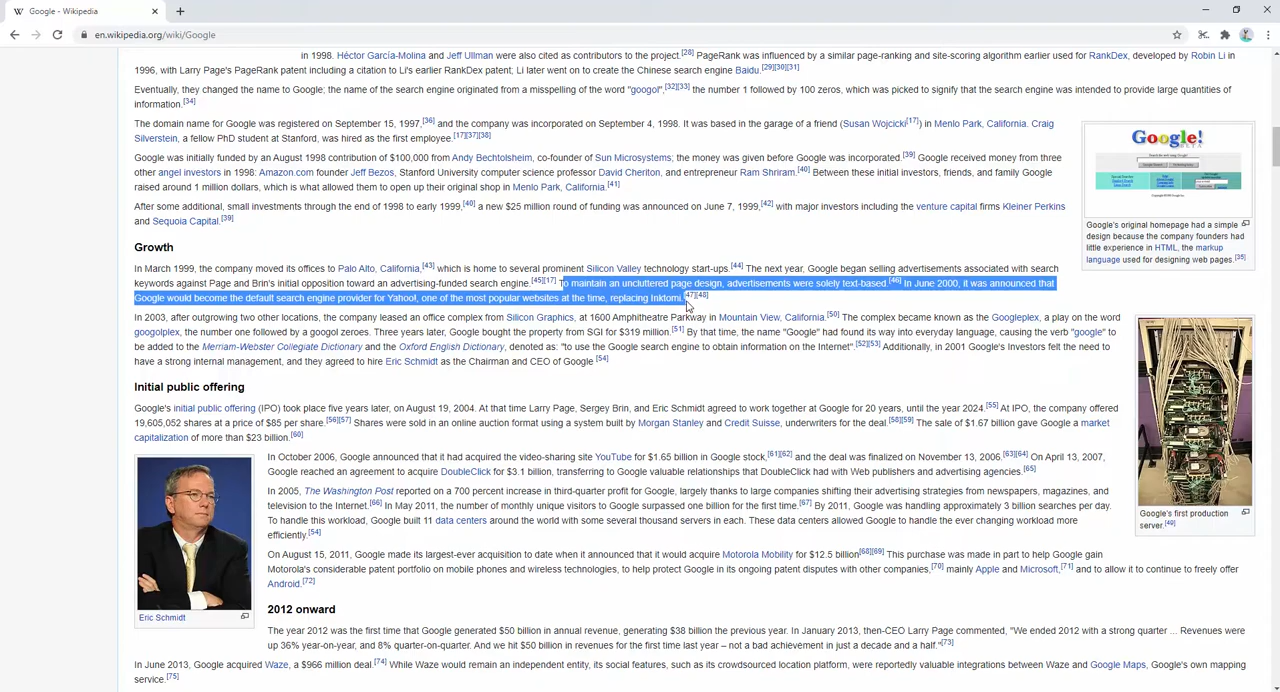 Google - Wikipedia
en.wikipedia.org/wiki/Google
in 1998. Héctor García-Molina and Jeff Ullman were also cited as contributors to the project.[28] PageRank was influenced by a similar page-ranking and site-scoring algorithm earlier used for RankDex, developed by Robin Li in
1996, with Larry Page's PageRank patent including a citation to Li's earlier RankDex patent; Li later went on to create the Chinese search engine Baidu.[29][30][31]
Eventually, they changed the name to Google; the name of the search engine originated from a misspelling of the word "googol",[32][33] the number 1 followed by 100 zeros, which was picked to signify that the search engine was intended to provide large quantities of
information.[34]
The domain name for Google was registered on September 15, 1997,[36] and the company was incorporated on September 4, 1998. It was based in the garage of a friend (Susan Wojcicki[17]) in Menlo Park, California. Craig
Silverstein, a fellow PhD student at Stanford, was hired as the first employee.[17][37][38]
Google was initially funded by an August 1998 contribution of $100,000 from Andy Bechtolsheim, co-founder of Sun Microsystems; the money was given before Google was incorporated.[39] Google received money from three
other angel investors in 1998: Amazon.com founder Jeff Bezos, Stanford University computer science professor David Cheriton, and entrepreneur Ram Shriram.[40] Between these initial investors, friends, and family Google
raised around 1 million dollars, which is what allowed them to open up their original shop in Menlo Park, California.[41]
After some additional, small investments through the end of 1998 to early 1999,[40] a new $25 million round of funding was announced on June 7, 1999,[42] with major investors including the venture capital firms Kleiner Perkins
and Sequoia Capital.[39]
Google!
BETA
Google's original homepage had a simple
design because the company founders had
little experience in HTML, the markup
language used for designing web pages.[35]
Growth
In March 1999, the company moved its offices to Palo Alto, California,[43] which is home to several prominent Silicon Valley technology start-ups.[44] The next year, Google began selling advertisements associated with search
keywords against Page and Brin's initial opposition toward an advertising-funded search engine.[45][17] To maintain an uncluttered page design, advertisements were solely text-based.[46] In June 2000, it was announced that
Google would become the default search engine provider for Yahoo!, one of the most popular websites at the time, replacing Inktomi.[47][48]
In 2003, after outgrowing two other locations, the company leased an office complex from Silicon Graphics, at 1600 Amphitheatre Parkway in Mountain View, California.[50] The complex became known as the Googleplex, a play on the word
googolplex, the number one followed by a googol zeroes. Three years later, Google bought the property from SGI for $319 million.[51] By that time, the name "Google" had found its way into everyday language, causing the verb "google"
to be added to the Merriam-Webster Collegiate Dictionary and the Oxford English Dictionary, denoted as: "to use the Google search engine to obtain information on the Internet".[52][53] Additionally, in 2001 Google's Investors felt the need to
have a strong internal management, and they agreed to hire Eric Schmidt as the Chairman and CEO of Google.[54]
Google's first production
server.[49]
Initial public offering
Google's initial public offering (IPO) took place five years later, on August 19, 2004. At that time Larry Page, Sergey Brin, and Eric Schmidt agreed to work together at Google for 20 years, until the year 2024.[55] At IPO, the company offered
19,605,052 shares at a price of $85 per share.[56][57] Shares were sold in an online auction format using a system built by Morgan Stanley and Credit Suisse, underwriters for the deal.[58][59] The sale of $1.67 billion gave Google a market
capitalization of more than $23 billion.[60]
In October 2006, Google announced that it had acquired the video-sharing site YouTube for $1.65 billion in Google stock,[61][62] and the deal was finalized on November 13, 2006.[63][64] On April 13, 2007,
Google reached an agreement to acquire DoubleClick for $3.1 billion, transferring to Google valuable relationships that DoubleClick had with Web publishers and advertising agencies.[65]
In 2005, The Washington Post reported on a 700 percent increase in third-quarter profit for Google, largely thanks to large companies shifting their advertising strategies from newspapers, magazines, and
television to the Internet.[66] In May 2011, the number of monthly unique visitors to Google surpassed one billion for the first time.[67] By 2011, Google was handling approximately 3 billion searches per day.
To handle this workload, Google built 11 data centers around the world with some several thousand servers in each. These data centers allowed Google to handle the ever changing workload more
efficiently.[54]
On August 15, 2011, Google made its largest-ever acquisition to date when it announced that it would acquire Motorola Mobility for $12.5 billion[68][69] This purchase was made in part to help Google gain
Motorola's considerable patent portfolio on mobile phones and wireless technologies, to help protect Google in its ongoing patent disputes with other companies,[70] mainly Apple and Microsoft,[71] and to allow it to continue to freely offer
Android.[72]
Eric Schmidt
2012 onward
The year 2012 was the first time that Google generated $50 billion in annual revenue, generating $38 billion the previous year. In January 2013, then-CEO Larry Page commented, "We ended 2012 with a strong quarter ... Revenues were
up 36% year-on-year, and 8% quarter-on-quarter. And we hit $50 billion in revenues for the first time last year – not a bad achievement in just a decade and a half."[73]
In June 2013, Google acquired Waze, a $966 million deal.[74] While Waze would remain an independent entity, its social features, such as its crowdsourced location platform, were reportedly valuable integrations between Waze and Google Maps, Google's own mapping
service.[75]